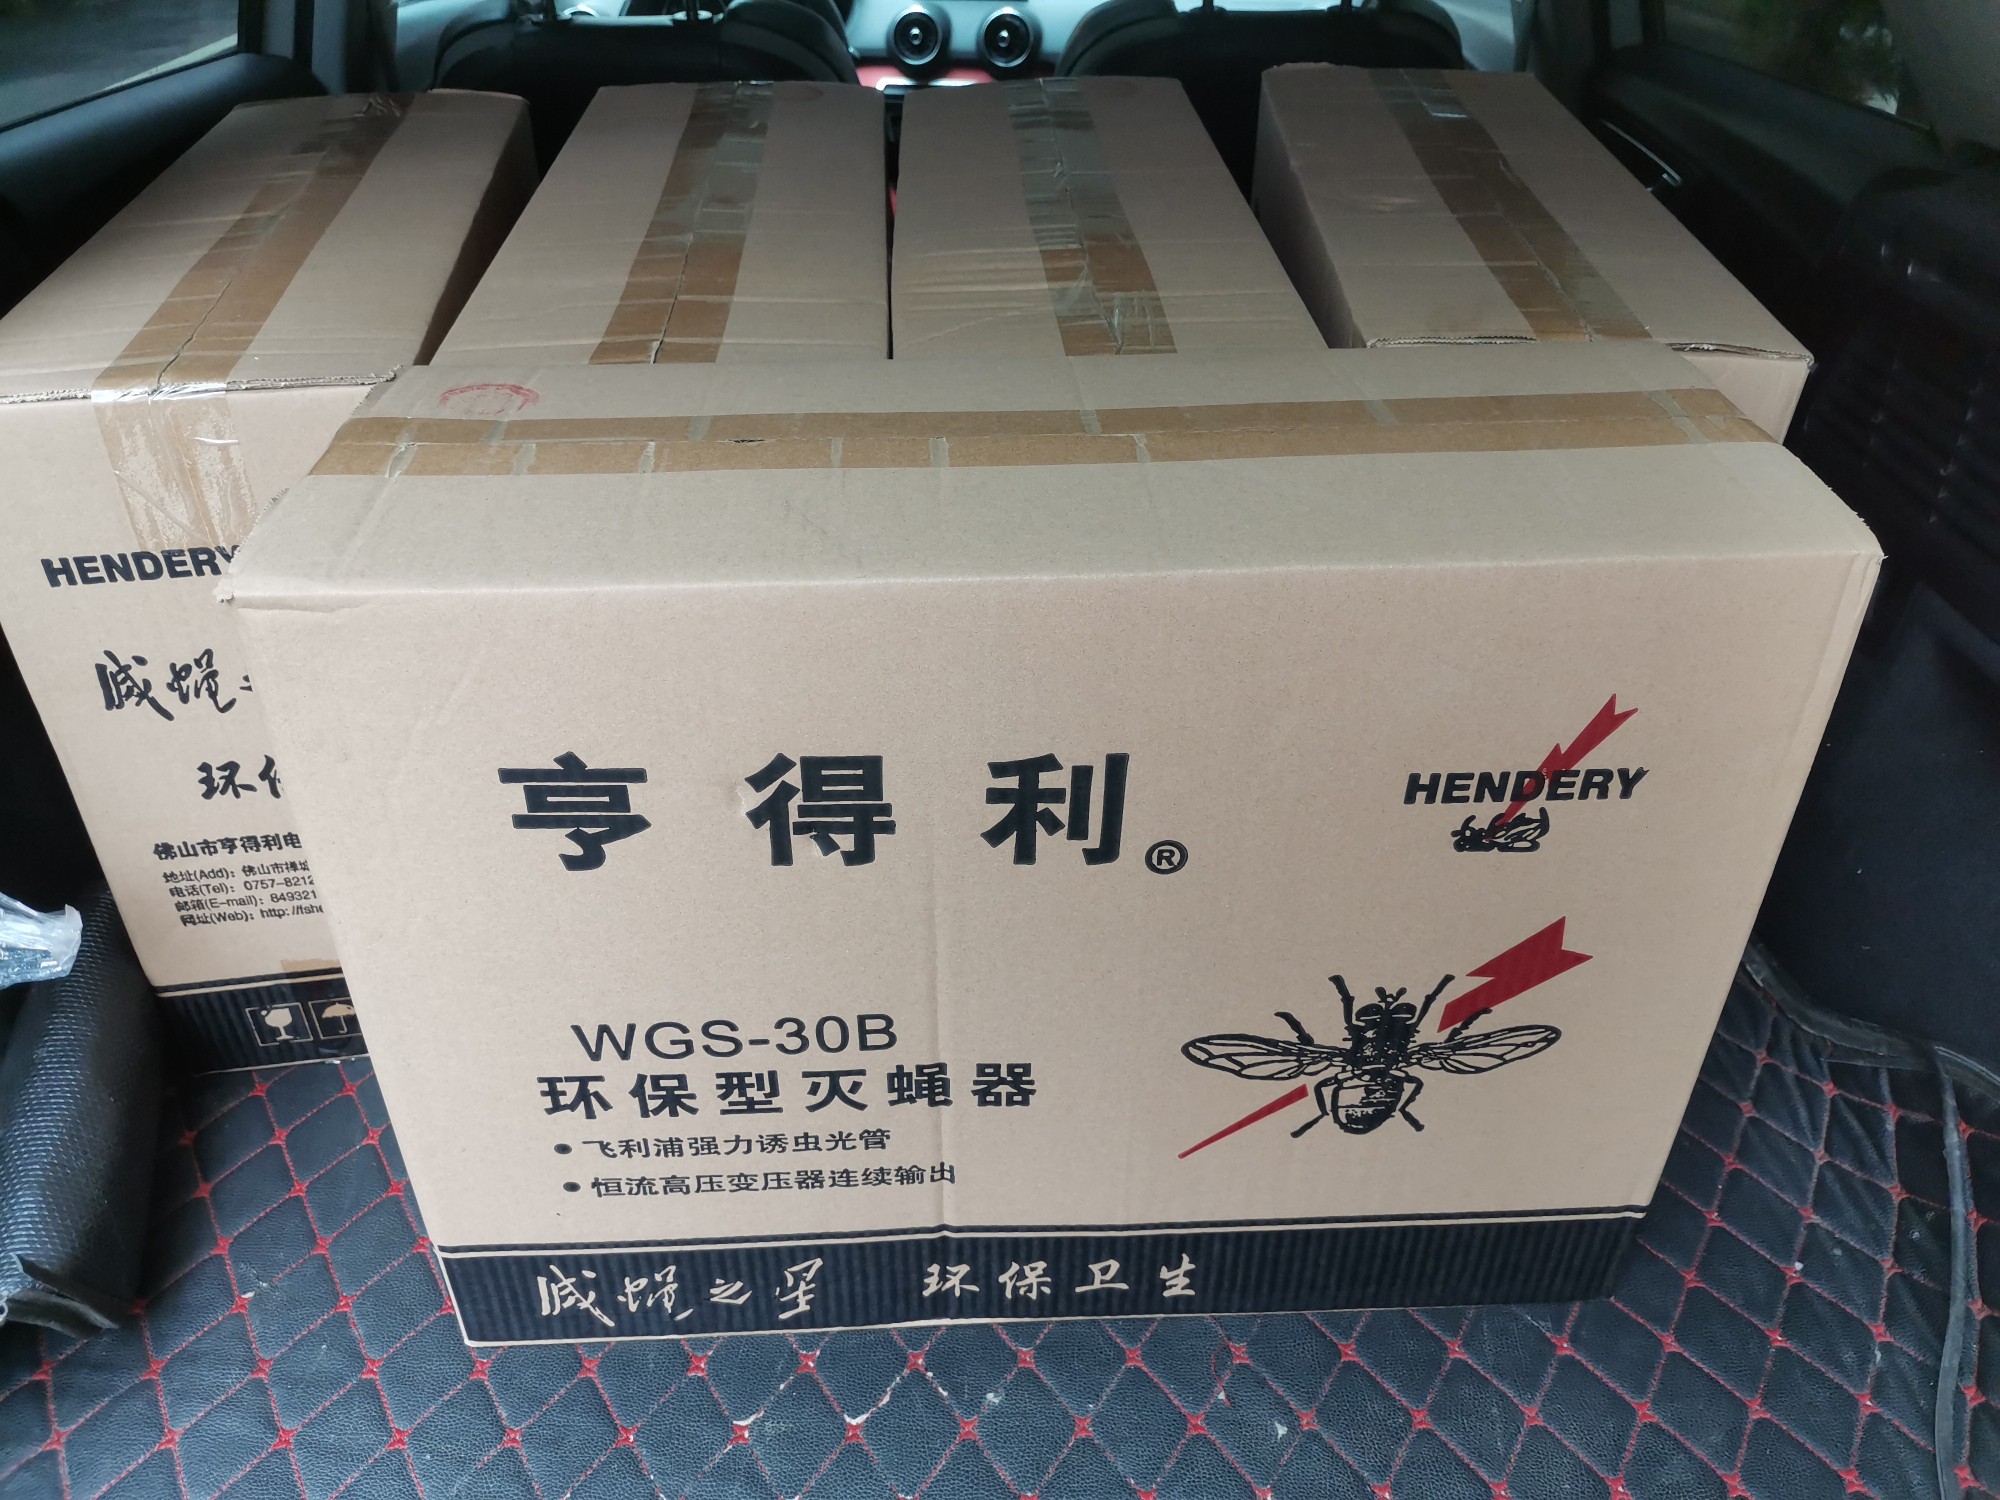 HENDERY
灭蝇之
环保
佛山市亨得利电
地址(Add): 佛山市禅城
电话(Tel): 0757-8212
邮箱(E-mail): 849321
网址(Web): http://fshe
亨得利®
HENDERY
WGS-30B
环保型灭蝇器
• 飞利浦强力诱虫光管
• 恒流高压变压器连续输出
灭蝇之星 环保卫生